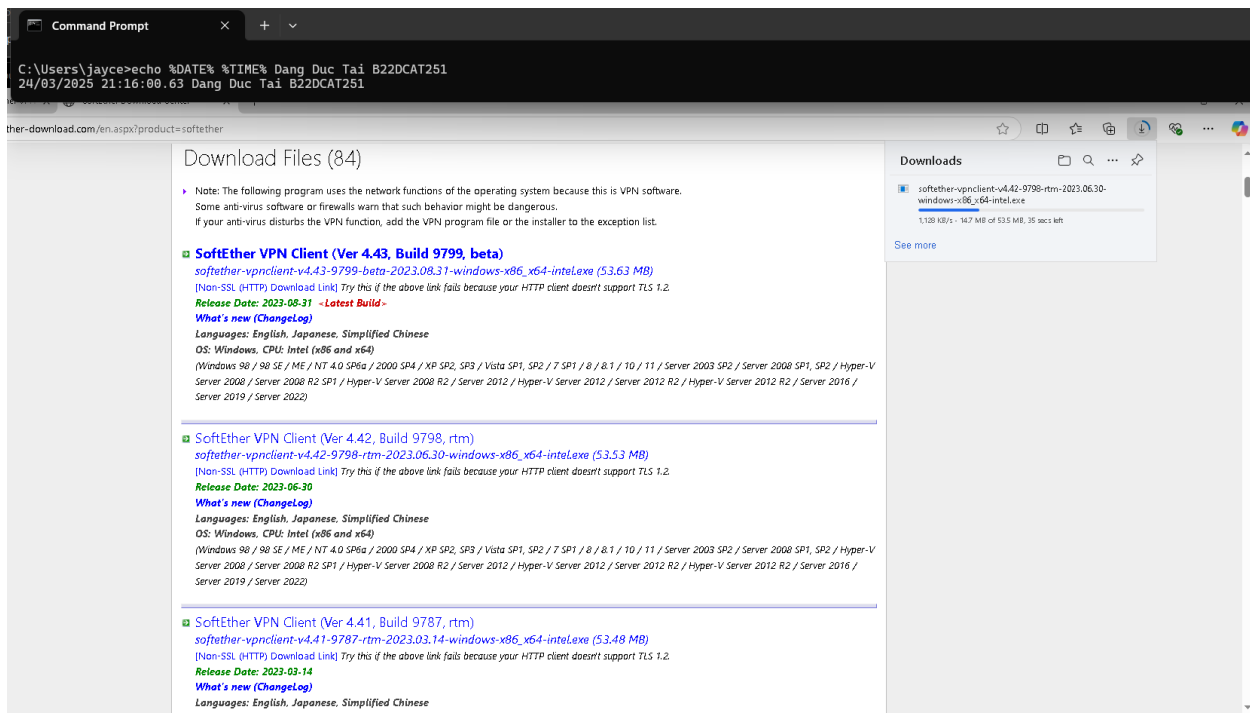 Command Prompt
C:\Users\jayce>echo %DATE% %TIME% Dang Duc Tai B22DCAT251
24/03/2025 21:16:00.63 Dang Duc Tai B22DCAT251
ther-download.com/en.aspx?product=softether
Download Files (84)
Note: The following program uses the network functions of the operating system because this is VPN software.
Some anti-virus software or firewalls warn that such behavior might be dangerous.
If your anti-virus disturbs the VPN function, add the VPN program file or the installer to the exception list.
SoftEther VPN Client (Ver 4.43, Build 9799, beta)
softether-vpnclient-v4.43-9799-beta-2023.08.31-windows-x86_x64-intel.exe (53.63 MB)
[Non-SSL (HTTP) Download Link] Try this if the above link fails because your HTTP client doesn't support TLS 1.2.
Release Date: 2023-08-31 <Latest Build>
What's new (ChangeLog)
Languages: English, Japanese, Simplified Chinese
OS: Windows, CPU: Intel (x86 and x64)
(Windows 98 / 98 SE / ME / NT 4.0 SP6a / 2000 SP4 / XP SP2, SP3 / Vista SP1, SP2 / 7 SP1 / 8 / 8.1 / 10 / 11 / Server 2003 SP2 / Server 2008 SP1, SP2 / Hyper-V
Server 2008 / Server 2008 R2 SP1 / Hyper-V Server 2008 R2 / Server 2012 / Hyper-V Server 2012 / Server 2012 R2 / Hyper-V Server 2012 R2 / Server 2016 /
Server 2019 / Server 2022)
SoftEther VPN Client (Ver 4.42, Build 9798, rtm)
softether-vpnclient-v4.42-9798-rtm-2023.06.30-windows-x86_x64-intel.exe (53.53 MB)
[Non-SSL (HTTP) Download Link] Try this if the above link fails because your HTTP client doesn't support TLS 1.2.
Release Date: 2023-06-30
What's new (ChangeLog)
Languages: English, Japanese, Simplified Chinese
OS: Windows, CPU: Intel (x86 and x64)
(Windows 98 / 98 SE / ME / NT 4.0 SP6a / 2000 SP4 / XP SP2, SP3 / Vista SP1, SP2 / 7 SP1 / 8 / 8.1 / 10 / 11 / Server 2003 SP2 / Server 2008 SP1, SP2 / Hyper-V
Server 2008 / Server 2008 R2 SP1 / Hyper-V Server 2008 R2 / Server 2012 / Hyper-V Server 2012 / Server 2012 R2 / Hyper-V Server 2012 R2 / Server 2016 /
Server 2019 / Server 2022)
SoftEther VPN Client (Ver 4.41, Build 9787, rtm)
softether-vpnclient-v4.41-9787-rtm-2023.03.14-windows-x86_x64-intel.exe (53.48 MB)
[Non-SSL (HTTP) Download Link] Try this if the above link fails because your HTTP client doesn't support TLS 1.2.
Release Date: 2023-03-14
What's new (ChangeLog)
Languages: English, Japanese, Simplified Chinese
Downloads
softether-vpnclient-v4.42-9798-rtm-2023.06.30-
windows-x86_x64-intel.exe
1,128 KB/s - 14.7 MB of 53.5 MB, 35 secs left
See more